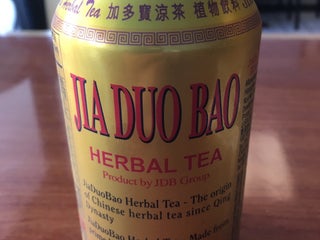 Herbal Tea 加多寶涼茶 植物飲料
JIA DUO BAO
HERBAL TEA
Product by JDB Group
JiaDuoBao Herbal Tea - The origin
of Chinese herbal tea since Qing
Dynasty